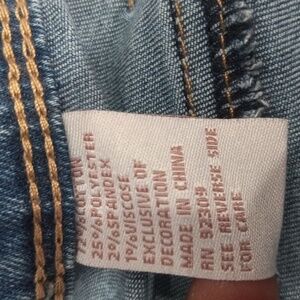 72%COTTON
25%POLYESTER
2%SPANDEX
1%VISCOSE
EXCLUSIVE OF
DECORATION
MADE IN CHINA
RN 92309
SEE REVERSE SIDE
FOR CARE